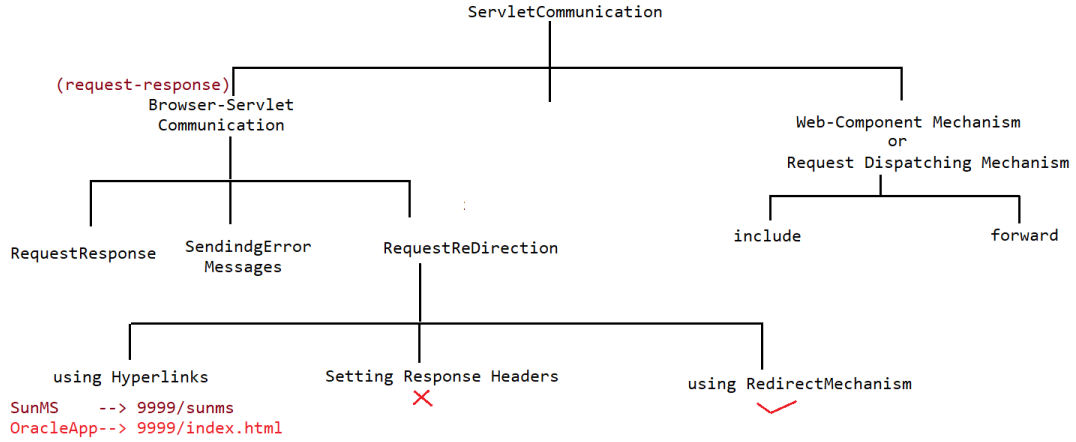 ServletCommunication
(request-response)
Browser-Servlet
Communication
Web-Component Mechanism
or
Request Dispatching Mechanism
RequestResponse
SendindgError
Messages
RequestReDirection
include
forward
using Hyperlinks
Setting Response Headers
using RedirectMechanism
SunMS --> 9999/sunms
OracleApp--> 9999/index.html